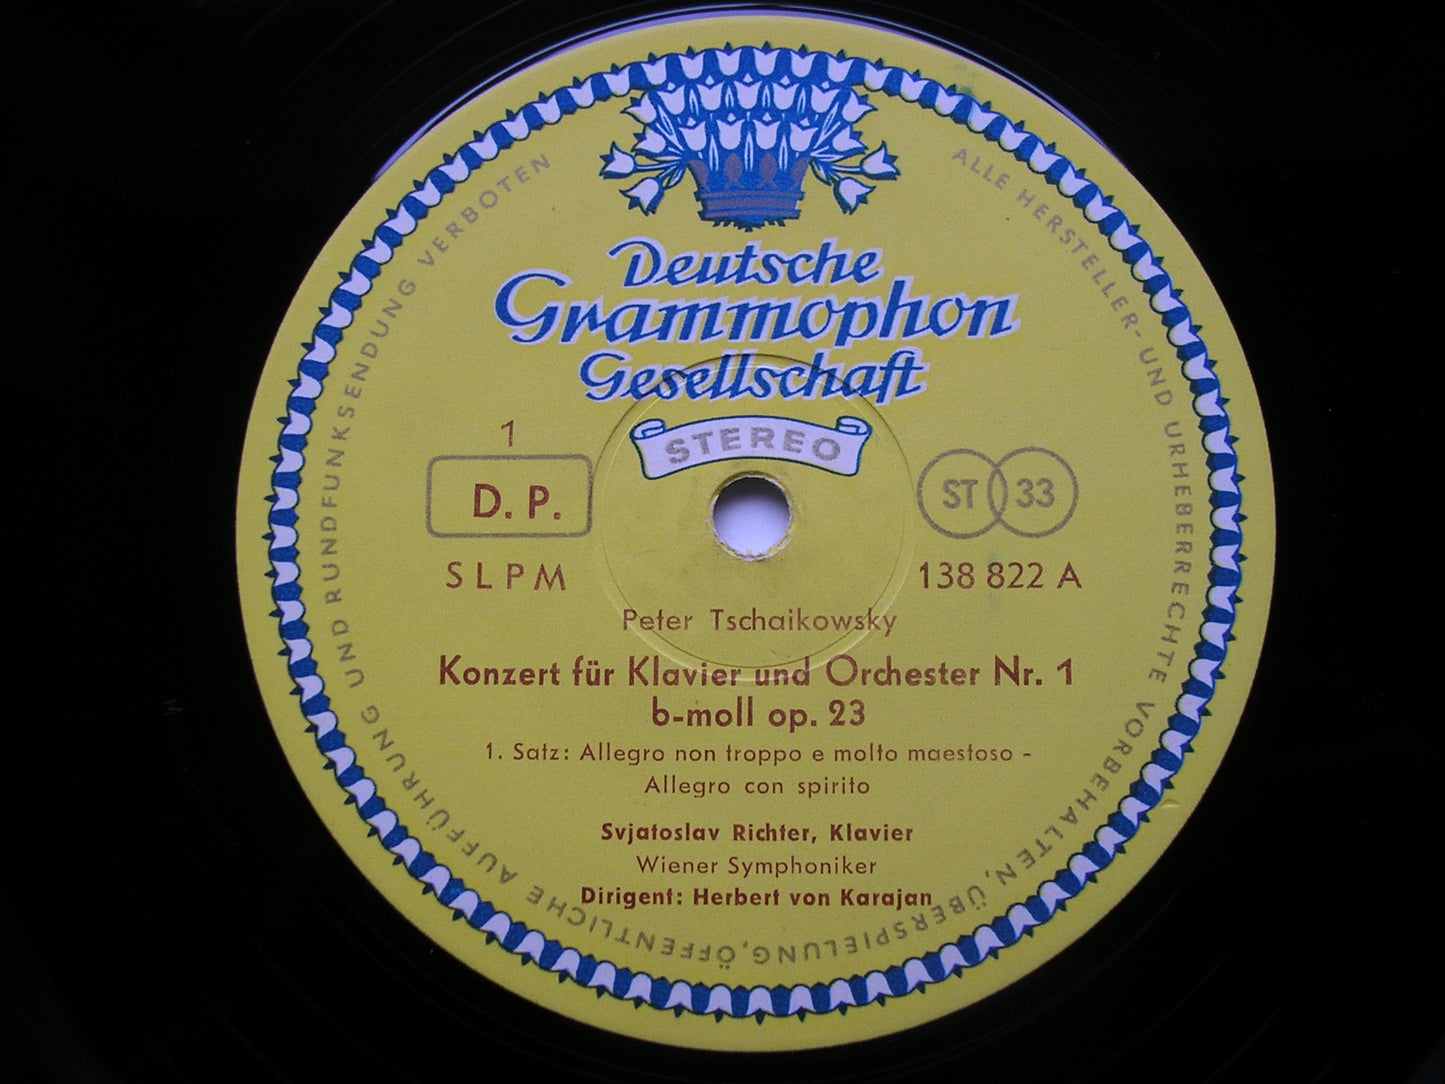 Deutsche
Grammophon
Gesellschaft
STEREO
1
D. P.
ST 33
SLPM
138 822 A
Peter Tschaikowsky
Konzert für Klavier und Orchester Nr. 1
b-moll op. 23
1. Satz: Allegro non troppo e molto maestoso -
Allegro con spirito
Svjatoslav Richter, Klavier
Wiener Symphoniker
Dirigent: Herbert von Karajan
ALLE HERSTELLER- UND URHEBERRECHTE VORBEHALTEN, ÜBERSPIELUNG, ÖFFENTLICHE AUFFÜHRUNG UND RUNDFUNKSENDUNG VERBOTEN